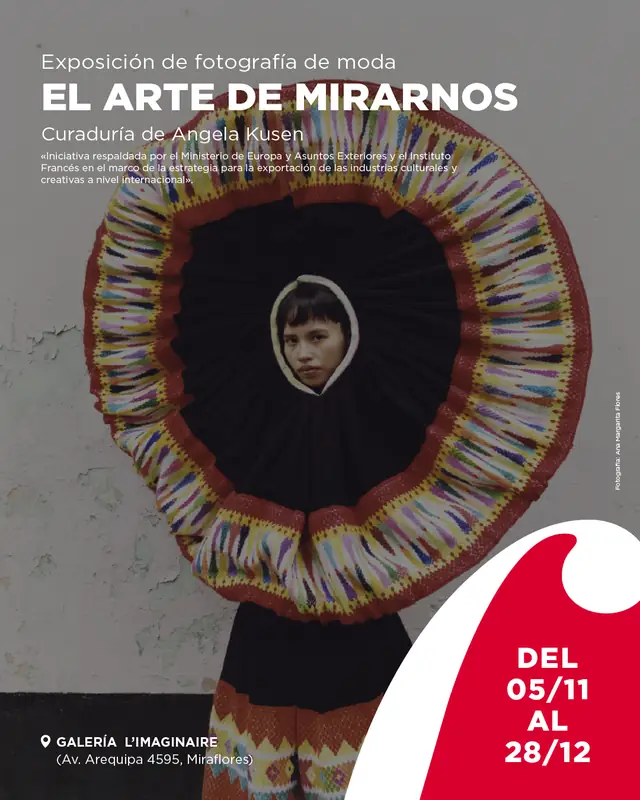 Exposición de fotografía de moda
EL ARTE DE MIRARNOS
Curaduría de Angela Kusen
«Iniciativa respaldada por el Ministerio de Europa y Asuntos Exteriores y el Instituto
Francés en el marco de la estrategia para la exportación de las industrias culturales y
creativas a nivel internacional».
Fotografía: Ana Margarita Flores
DEL
05/11
AL
28/12
GALERÍA L'IMAGINAIRE
(Av. Arequipa 4595, Miraflores)